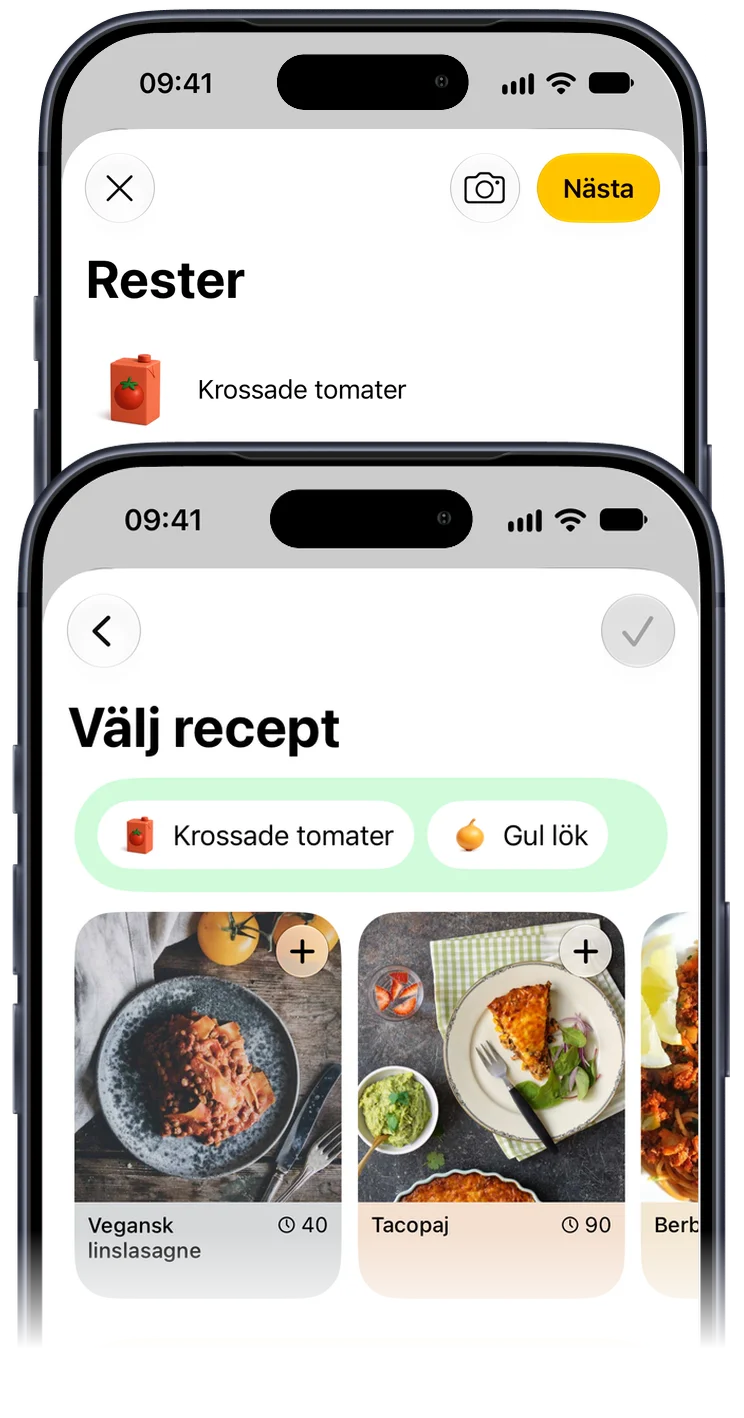 09:41
Nästa
Rester
Krossade tomater
09:41
Välj recept
Krossade tomater
Gul lök
Vegansk 40
linslasagne
Tacopaj 90
Berb